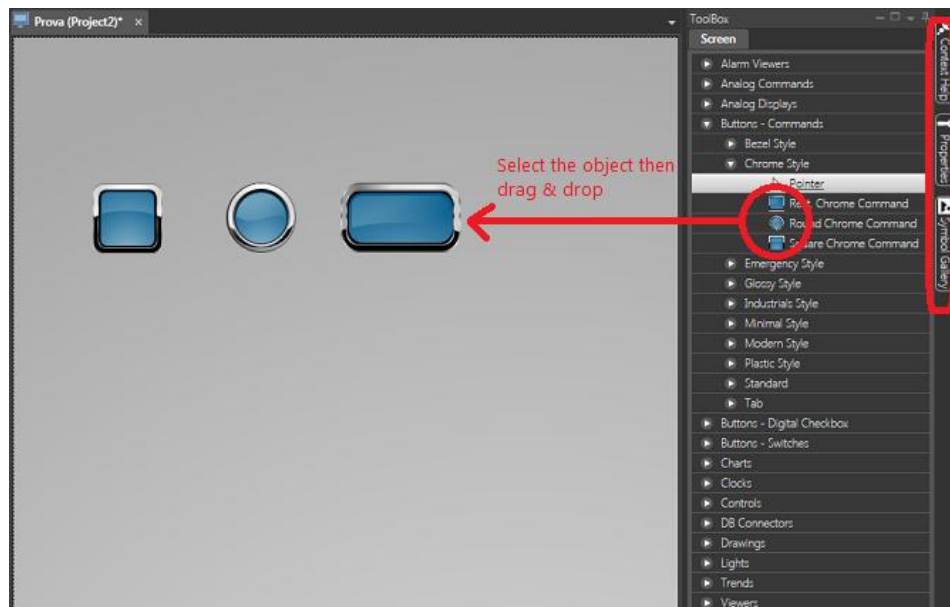 Prova (Project2)* ×
ToolBox
Screen
Alarm Viewers
Analog Commands
Analog Displays
Buttons - Commands
Bezel Style
Chrome Style
Pointer
Rect. Chrome Command
Round Chrome Command
Square Chrome Command
Emergency Style
Glossy Style
Industrials Style
Minimal Style
Modern Style
Plastic Style
Standard
Tab
Buttons - Digital Checkbox
Buttons - Switches
Charts
Clocks
Controls
DB Connectors
Drawings
Lights
Trends
Viewers
Select the object then
drag & drop
Context Help
Properties
Symbol Gallery